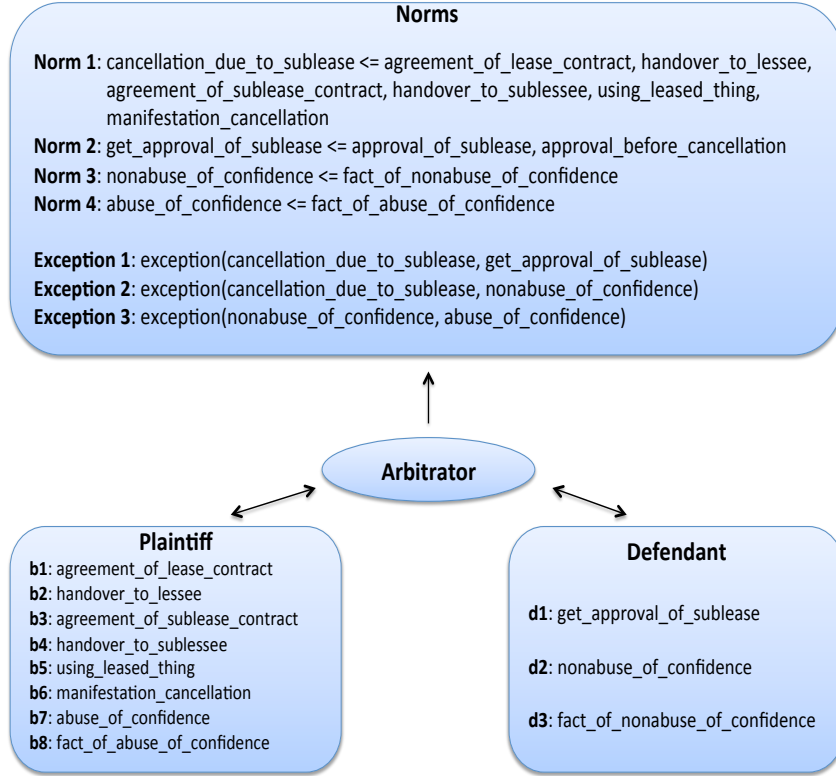 Norms
Norm 1: cancellation_due_to_sublease <= agreement_of_lease_contract, handover_to_lessee,
agreement_of_sublease_contract, handover_to_sublessee, using_leased_thing,
manifestation_cancellation
Norm 2: get_approval_of_sublease <= approval_of_sublease, approval_before_cancellation
Norm 3: nonabuse_of_confidence <= fact_of_nonabuse_of_confidence
Norm 4: abuse_of_confidence <= fact_of_abuse_of_confidence
Exception 1: exception(cancellation_due_to_sublease, get_approval_of_sublease)
Exception 2: exception(cancellation_due_to_sublease, nonabuse_of_confidence)
Exception 3: exception(nonabuse_of_confidence, abuse_of_confidence)
Arbitrator
Plaintiff
b1: agreement_of_lease_contract
b2: handover_to_lessee
b3: agreement_of_sublease_contract
b4: handover_to_sublessee
b5: using_leased_thing
b6: manifestation_cancellation
b7: abuse_of_confidence
b8: fact_of_abuse_of_confidence
Defendant
d1: get_approval_of_sublease
d2: nonabuse_of_confidence
d3: fact_of_nonabuse_of_confidence